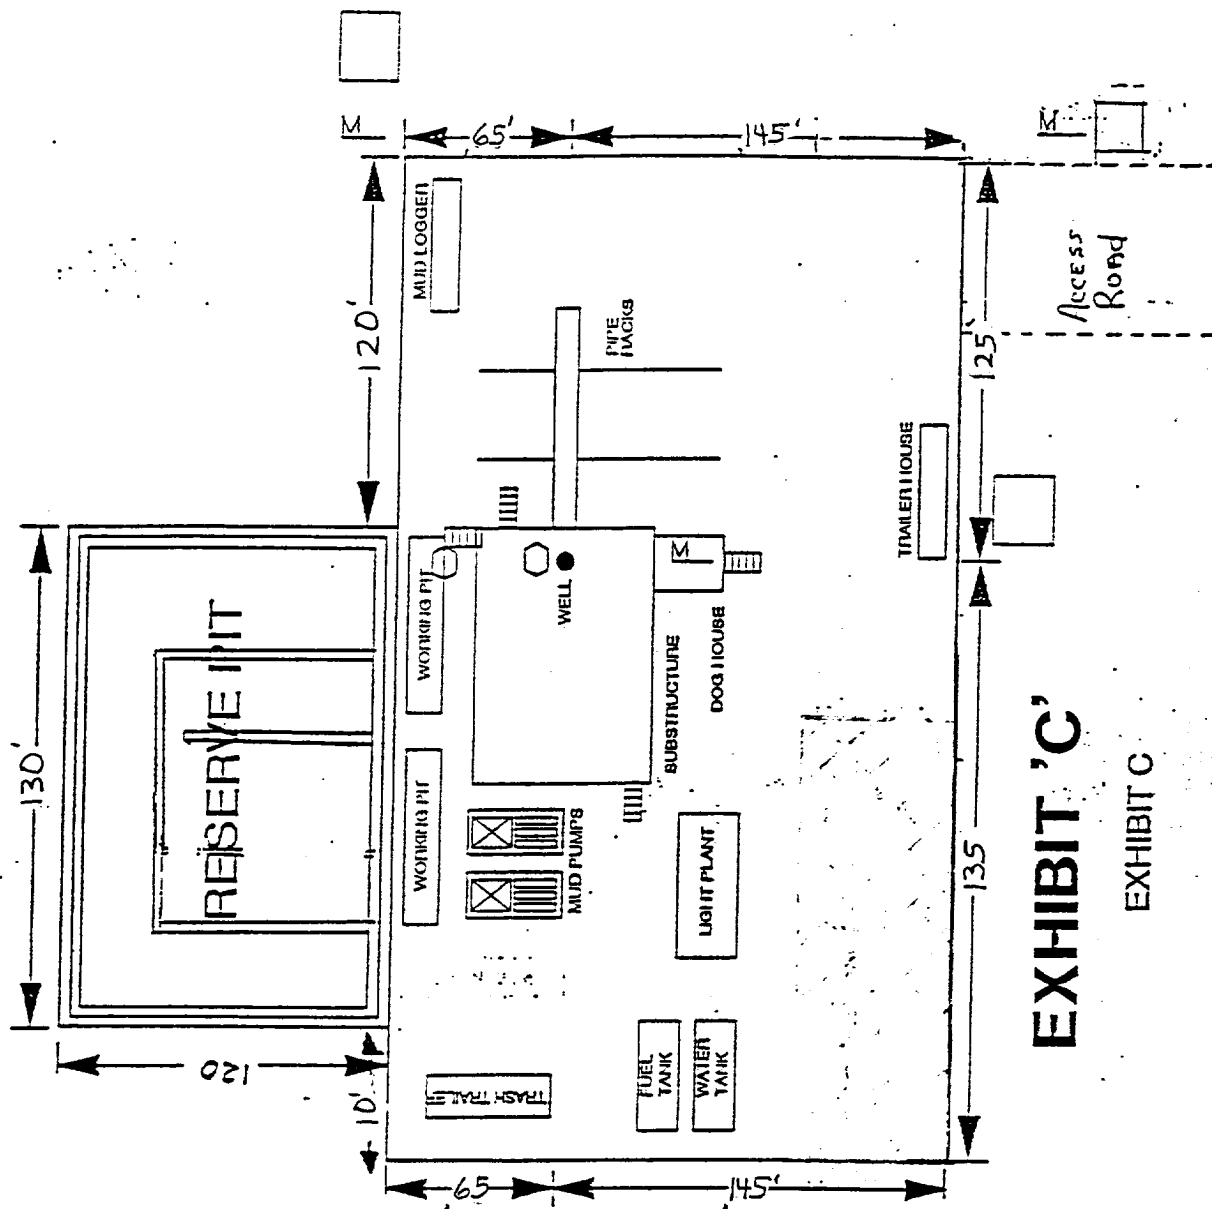 M
65'
145'
M
120'
MUD LOGGER
PIPE
RACKS
125
Access
Road
TRAILER HOUSE
130'
RESERVE PIT
WORKING PIT
WELL
M
SUBSTRUCTURE
DOG HOUSE
WORKING PIT
MUD PUMPS
LIGHT PLANT
135
120
10'
TRASH TRAILER
FUEL
TANK
WATER
TANK
65
145'
EXHIBIT 'C'
EXHIBIT C